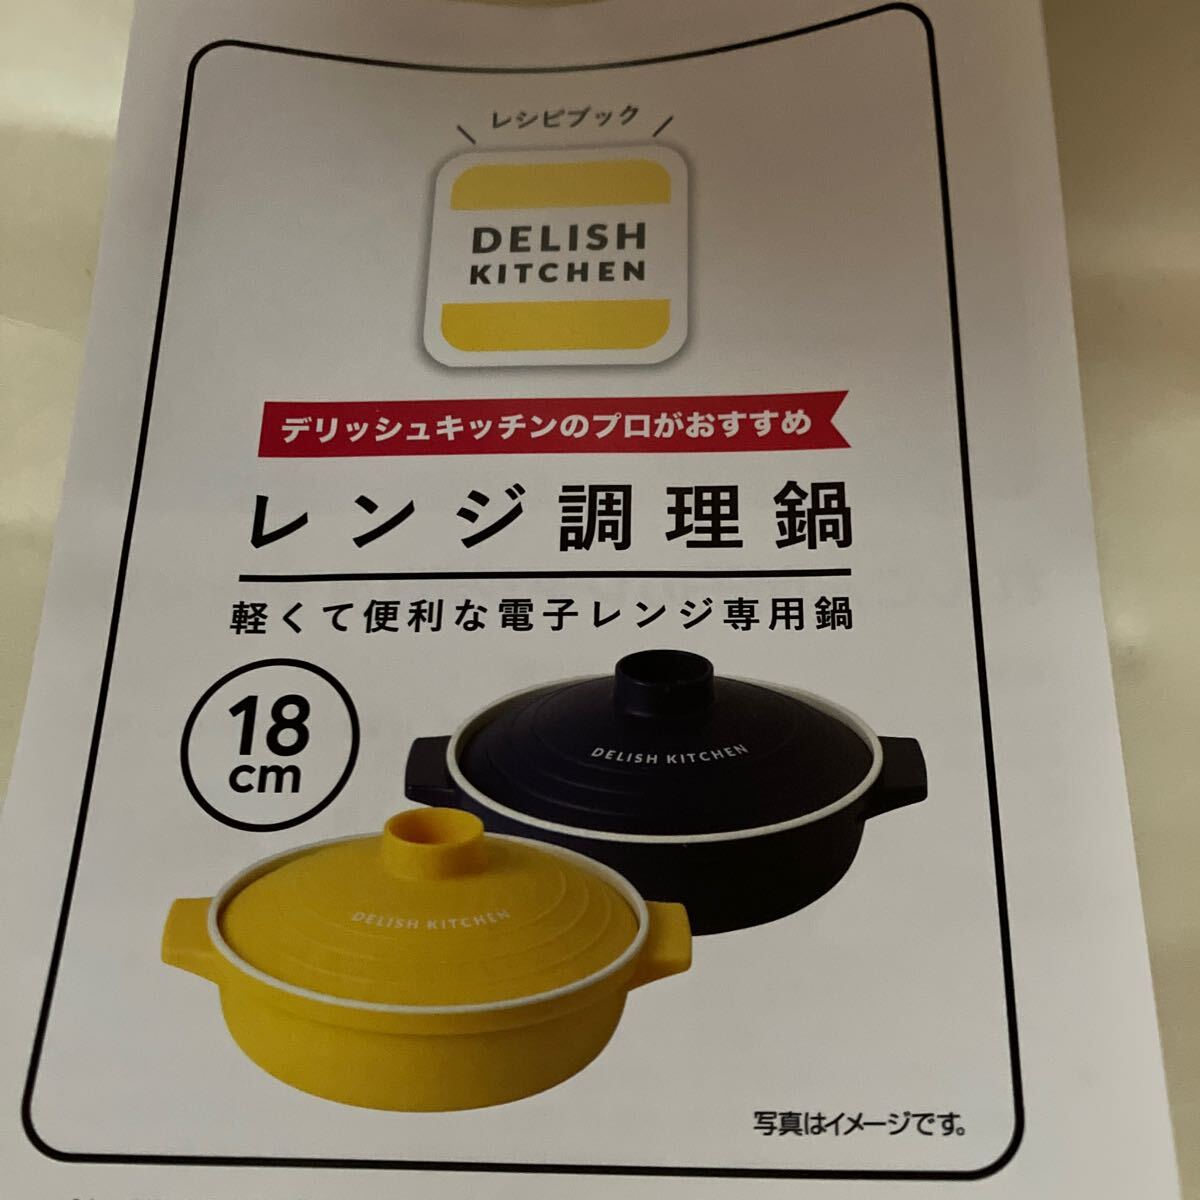 レシピブック
DELISH
KITCHEN
デリッシュキッチンのプロがおすすめ
レンジ調理鍋
軽くて便利な電子レンジ専用鍋
18
cm
DELISH KITCHEN
DELISH KITCHEN
写真はイメージです。